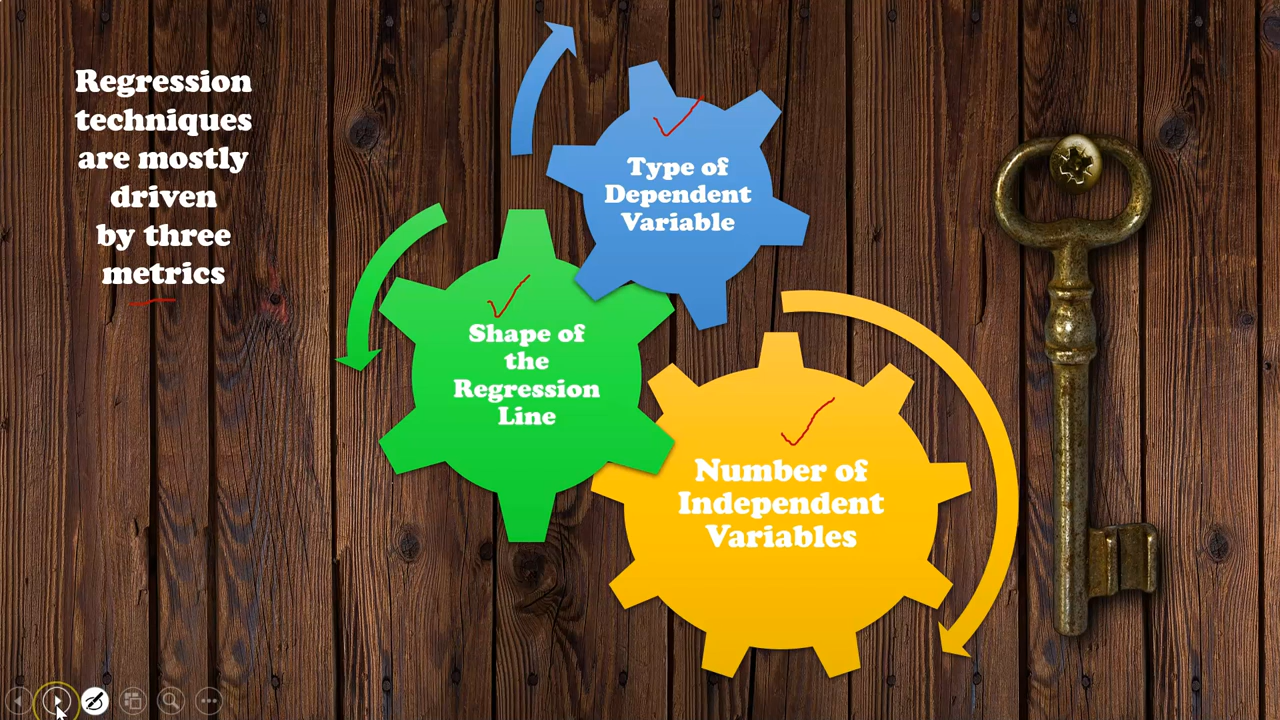 Regression
techniques
are mostly
driven
by three
metrics
Type of
Dependent
Variable
Shape of
the
Regression
Line
Number of
Independent
Variables